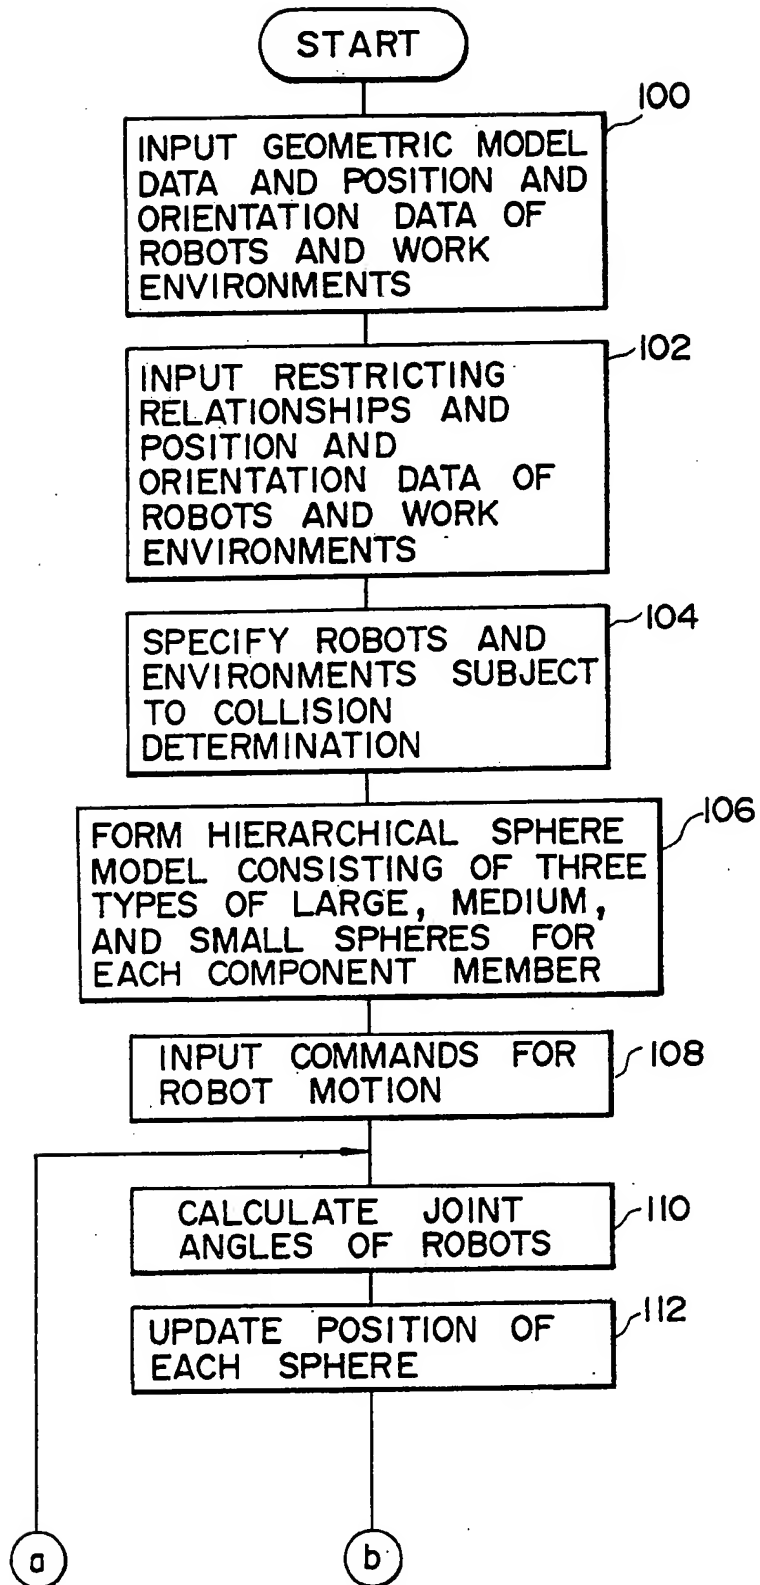 START
100
INPUT GEOMETRIC MODEL
DATA AND POSITION AND
ORIENTATION DATA OF
ROBOTS AND WORK
ENVIRONMENTS
102
INPUT RESTRICTING
RELATIONSHIPS AND
POSITION AND
ORIENTATION DATA OF
ROBOTS AND WORK
ENVIRONMENTS
104
SPECIFY ROBOTS AND
ENVIRONMENTS SUBJECT
TO COLLISION
DETERMINATION
106
FORM HIERARCHICAL SPHERE
MODEL CONSISTING OF THREE
TYPES OF LARGE, MEDIUM,
AND SMALL SPHERES FOR
EACH COMPONENT MEMBER
108
INPUT COMMANDS FOR
ROBOT MOTION
110
CALCULATE JOINT
ANGLES OF ROBOTS
112
UPDATE POSITION OF
EACH SPHERE
a
b